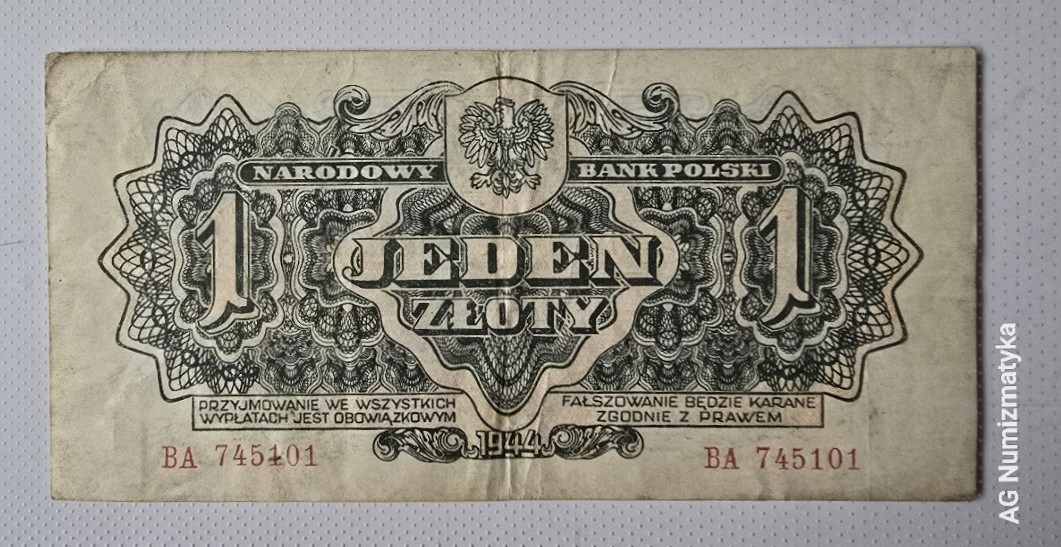 NARODOWY BANK POLSKI
1 JEDEN 1
ZŁOTY
PRZYJMOWANIE WE WSZYSTKICH
WYPŁATACH JEST OBOWIĄZKOWYM
FAŁSZOWANIE BĘDZIE KARANE
ZGODNIE Z PRAWEM
1944
BA 745101
BA 745101
AG Numizmatyka